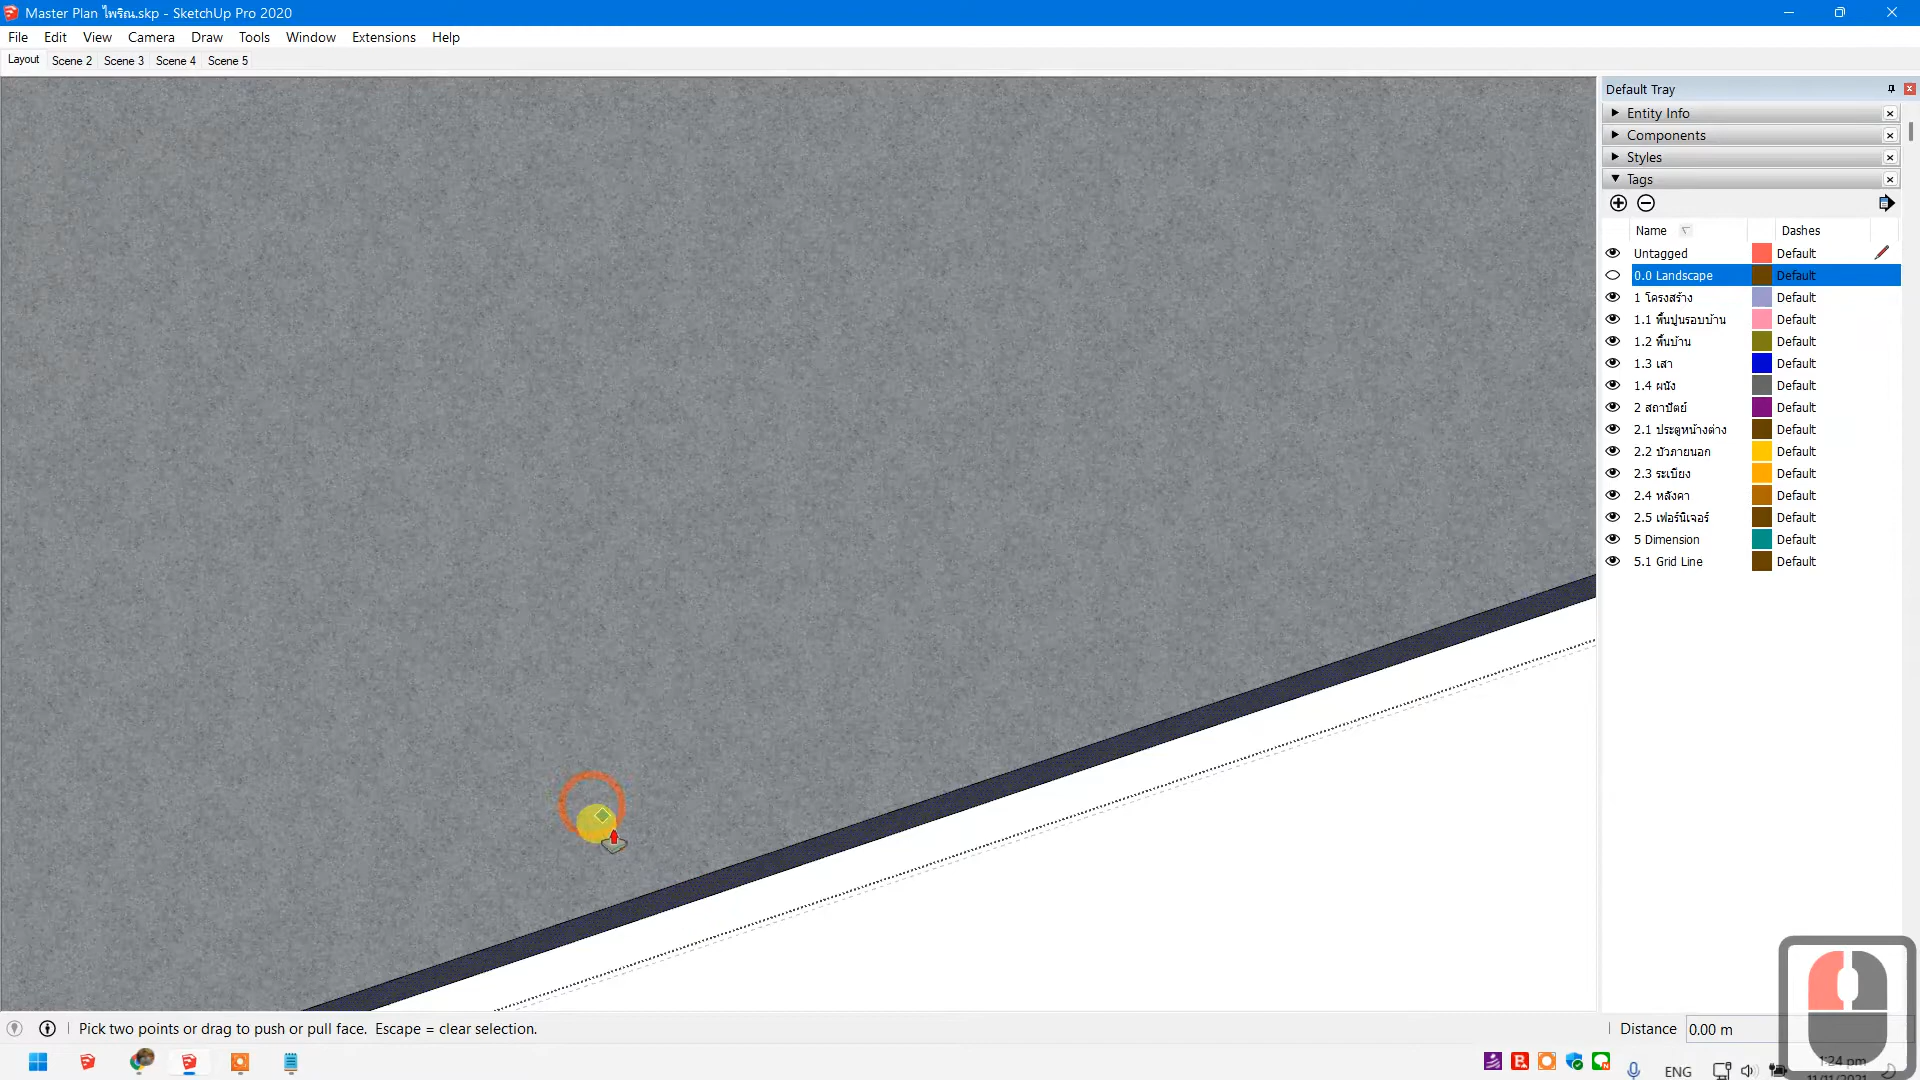 Master Plan ไพริณ.skp - SketchUp Pro 2020
File Edit View Camera Draw Tools Window Extensions Help
Layout Scene 2 Scene 3 Scene 4 Scene 5
Default Tray
Entity Info
Components
Styles
Tags
Name Dashes
Untagged Default
0.0 Landscape Default
1 โครงสร้าง Default
1.1 พื้นปูนรอบบ้าน Default
1.2 พื้นบ้าน Default
1.3 เสา Default
1.4 ผนัง Default
2 สถาปัตย์ Default
2.1 ประตูหน้างต่าง Default
2.2 บัวภายนอก Default
2.3 ระเบียง Default
2.4 หลังคา Default
2.5 เฟอร์นิเจอร์ Default
5 Dimension Default
5.1 Grid Line Default
Pick two points or drag to push or pull face. Escape = clear selection.
Distance 0.00 m
ENG
1:24 pm